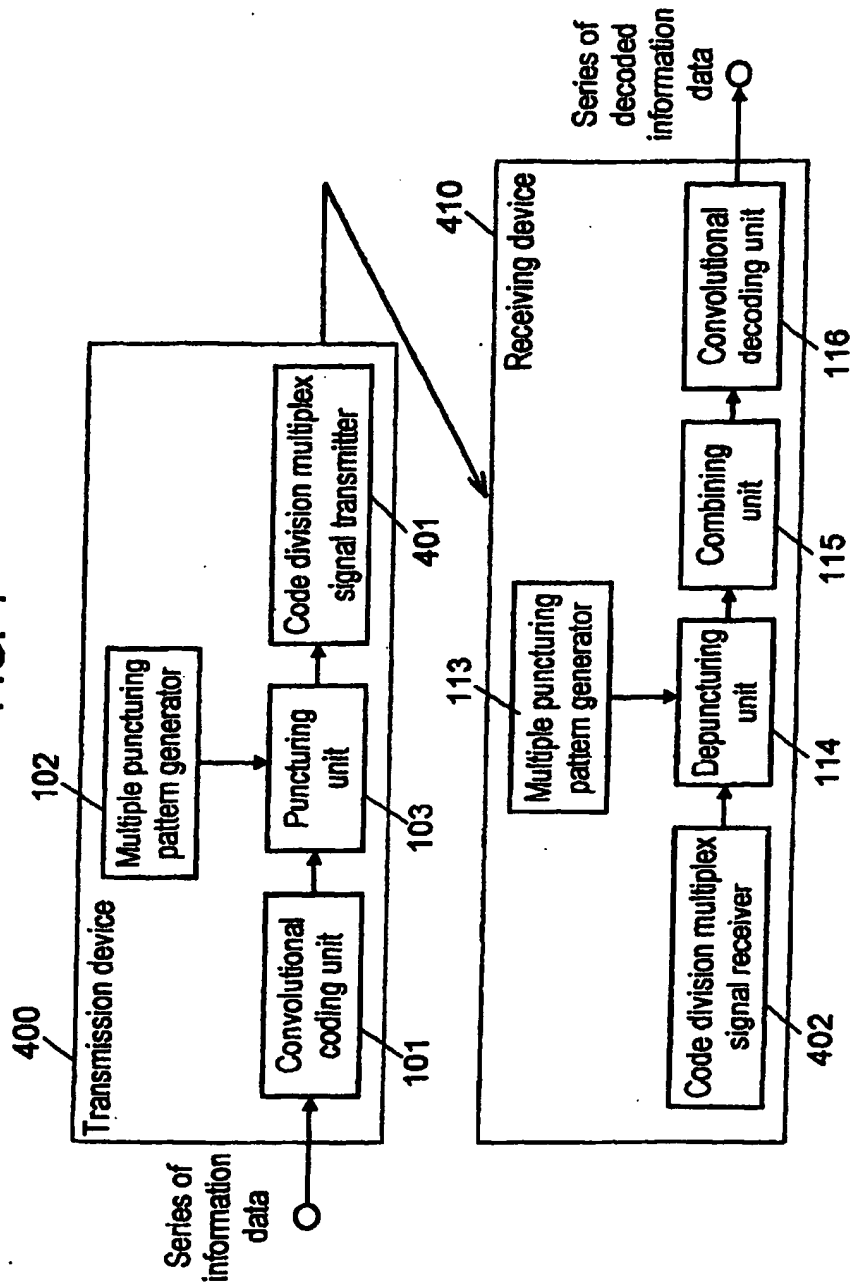 400
Transmission device
102
Multiple puncturing
pattern generator
Series of
information
data
Convolutional
coding unit
101
Puncturing
unit
103
Code division multiplex
signal transmitter
401
410
Receiving device
113
Multiple puncturing
pattern generator
Code division multiplex
signal receiver
402
Depuncturing
unit
114
Combining
unit
115
Convolutional
decoding unit
116
Series of
decoded
information
data